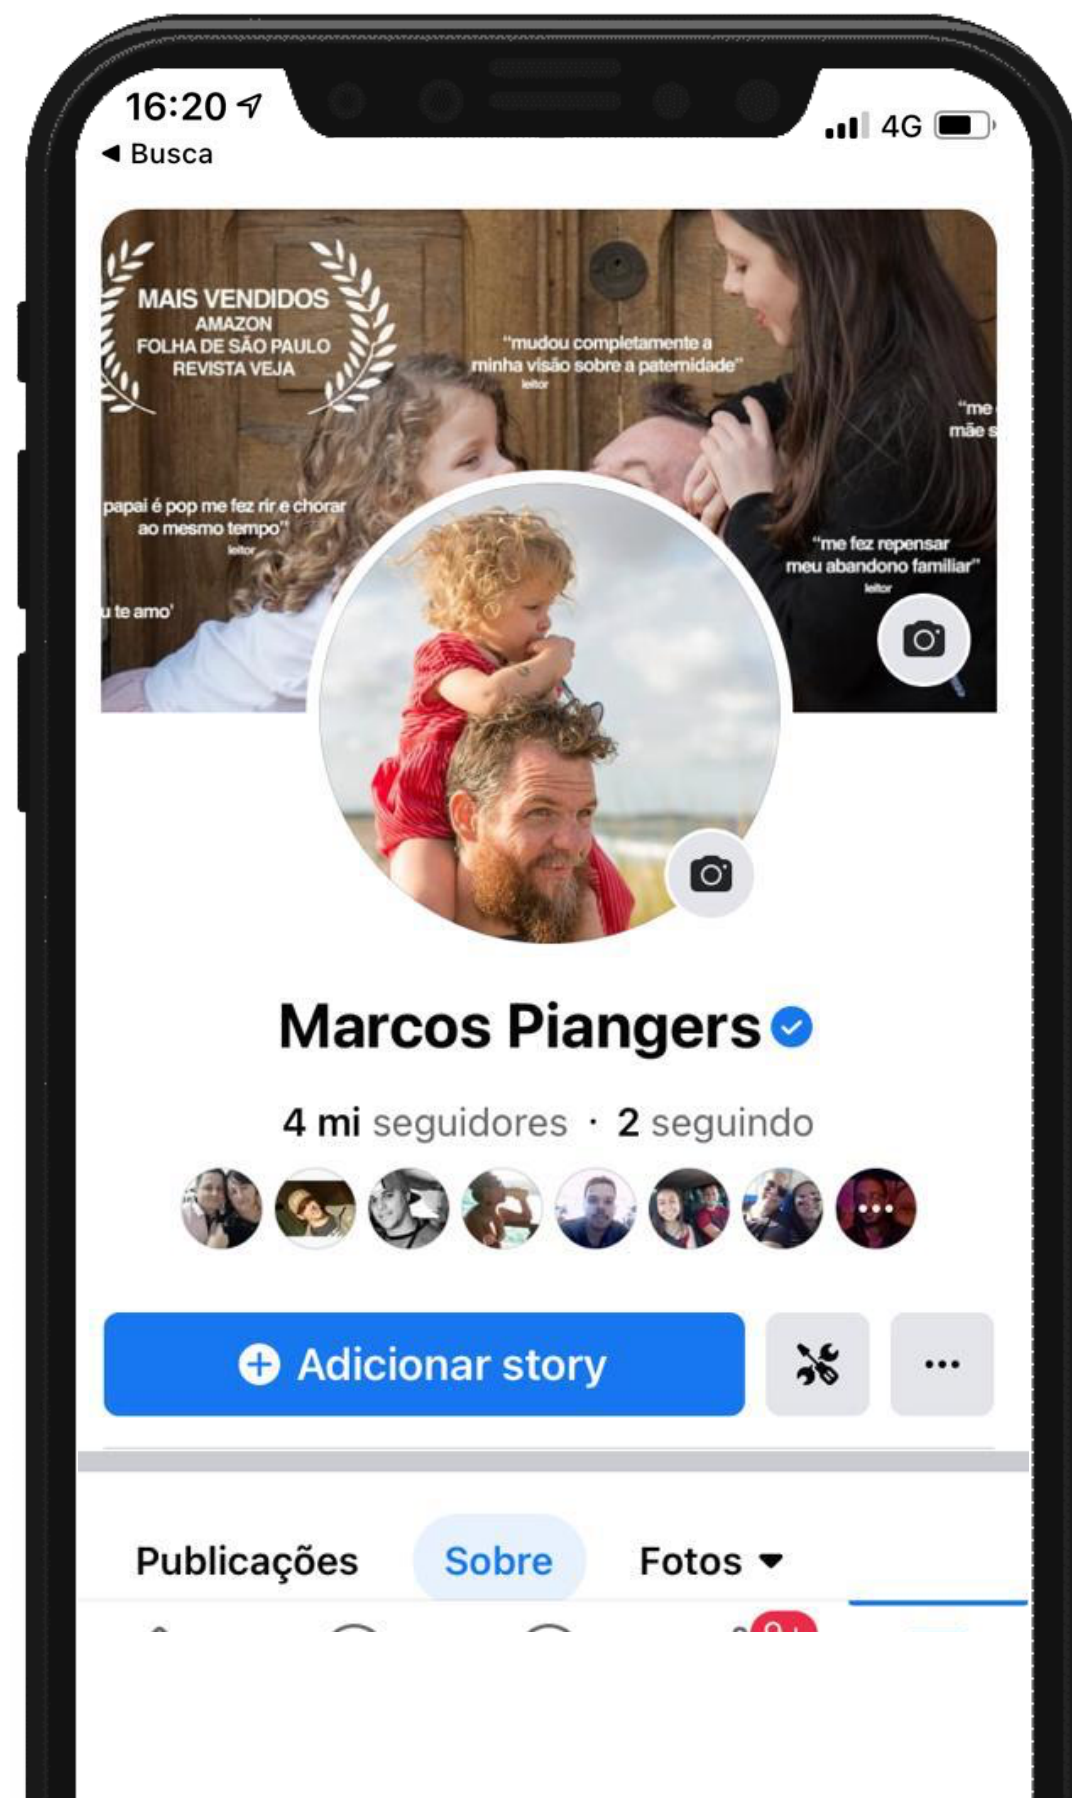 16:20
4G
◄ Busca
MAIS VENDIDOS
AMAZON
FOLHA DE SÃO PAULO
REVISTA VEJA
“mudou completamente a
minha visão sobre a paternidade”
leitor
“me
mãe s
papai é pop me fez rir e chorar
ao mesmo tempo”
leitor
“me fez repensar
meu abandono familiar”
leitor
u te amo’
Marcos Piangers
4 mi seguidores · 2 seguindo
Adicionar story
Publicações Sobre Fotos